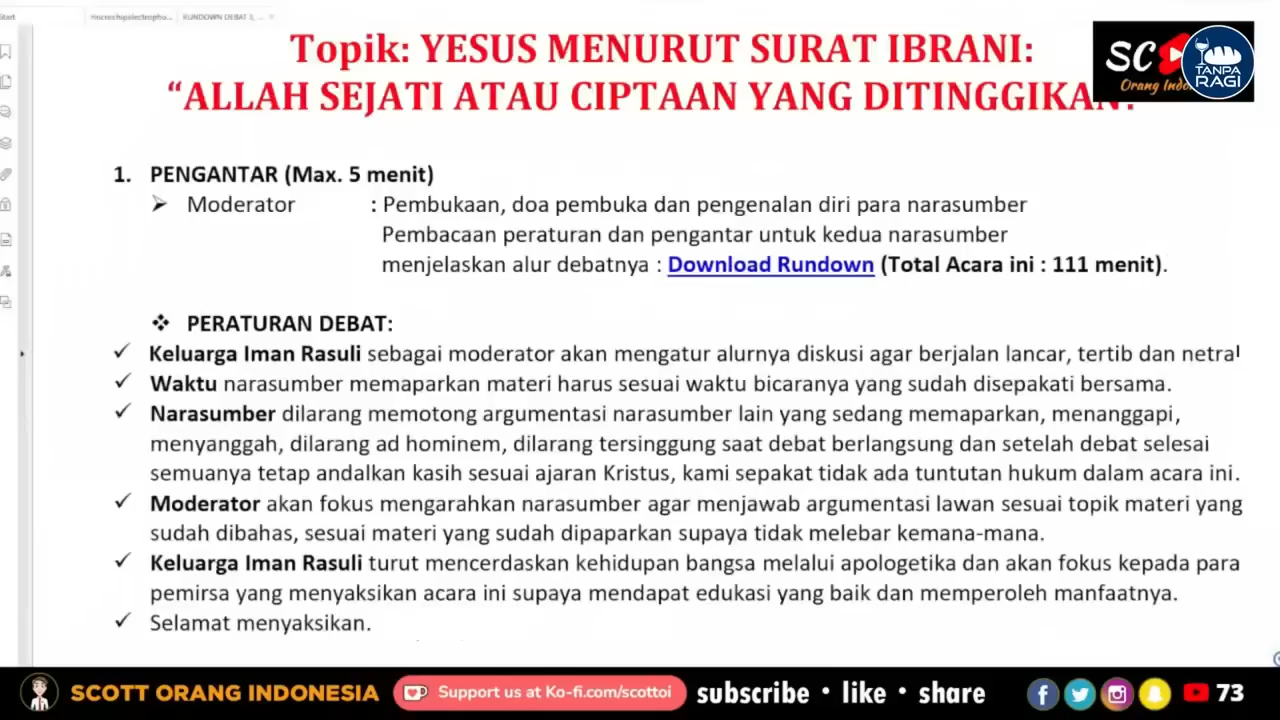 Start
RUNDOWN DEBAT
Topik: YESUS MENURUT SURAT IBRANI:
“ALLAH SEJATI ATAU CIPTAAN YANG DITINGGIKAN?
SC
Orang Indo
TANPA
RAGI
1. PENGANTAR (Max. 5 menit)
➢ Moderator : Pembukaan, doa pembuka dan pengenalan diri para narasumber
Pembacaan peraturan dan pengantar untuk kedua narasumber
menjelaskan alur debatnya : Download Rundown (Total Acara ini : 111 menit).
❖ PERATURAN DEBAT:
✓ Keluarga Iman Rasuli sebagai moderator akan mengatur alurnya diskusi agar berjalan lancar, tertib dan netral
✓ Waktu narasumber memaparkan materi harus sesuai waktu bicaranya yang sudah disepakati bersama.
✓ Narasumber dilarang memotong argumentasi narasumber lain yang sedang memaparkan, menanggapi,
menyanggah, dilarang ad hominem, dilarang tersinggung saat debat berlangsung dan setelah debat selesai
semuanya tetap andalkan kasih sesuai ajaran Kristus, kami sepakat tidak ada tuntutan hukum dalam acara ini.
✓ Moderator akan fokus mengarahkan narasumber agar menjawab argumentasi lawan sesuai topik materi yang
sudah dibahas, sesuai materi yang sudah dipaparkan supaya tidak melebar kemana-mana.
✓ Keluarga Iman Rasuli turut mencerdaskan kehidupan bangsa melalui apologetika dan akan fokus kepada para
pemirsa yang menyaksikan acara ini supaya mendapat edukasi yang baik dan memperoleh manfaatnya.
✓ Selamat menyaksikan.
SCOTT ORANG INDONESIA Support us at Ko-fi.com/scottoi subscribe • like • share 73